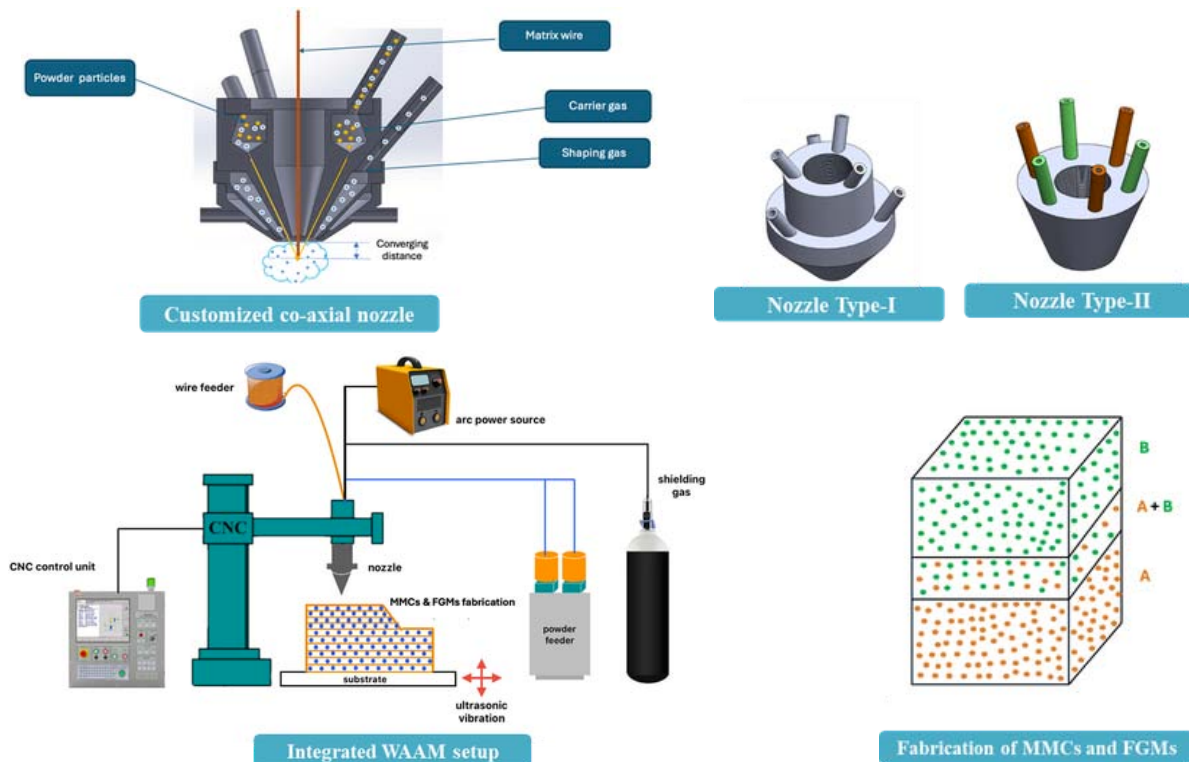 Matrix wire
Powder particles
Carrier gas
Shaping gas
Converging
distance
Customized co-axial nozzle
Nozzle Type-I
Nozzle Type-II
wire feeder
arc power source
shielding
gas
CNC
CNC control unit
nozzle
MMCs & FGMs fabrication
powder
feeder
substrate
ultrasonic
vibration
Integrated WAAM setup
B
A + B
A
Fabrication of MMCs and FGMs